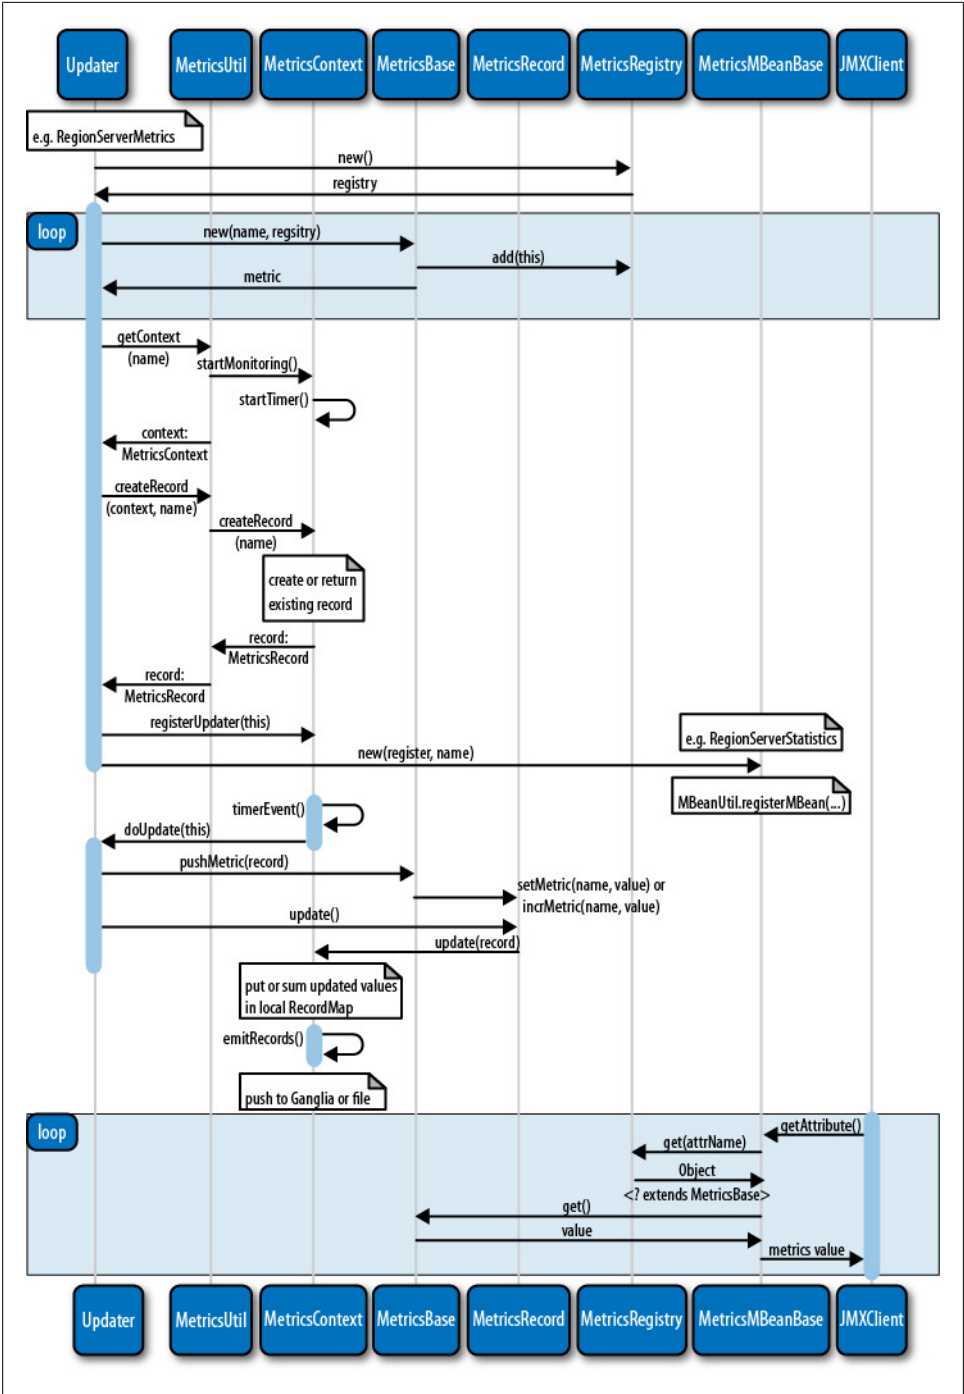 Updater
MetricsUtil
MetricsContext
MetricsBase
MetricsRecord
MetricsRegistry
MetricsMBeanBase
JMXClient
e.g. RegionServerMetrics
new()
registry
loop
new(name, regsitry)
add(this)
metric
getContext
(name)
startMonitoring()
startTimer()
context:
MetricsContext
createRecord
(context, name)
createRecord
(name)
create or return
existing record
record:
MetricsRecord
record:
MetricsRecord
registerUpdater(this)
e.g. RegionServerStatistics
new(register, name)
MBeanUtil.registerMBean(...)
timerEvent()
doUpdate(this)
pushMetric(record)
setMetric(name, value) or
incrMetric(name, value)
update()
update(record)
put or sum updated values
in local RecordMap
emitRecords()
push to Ganglia or file
loop
getAttribute()
get(attrName)
Object
<? extends MetricsBase>
get()
value
metrics value
Updater
MetricsUtil
MetricsContext
MetricsBase
MetricsRecord
MetricsRegistry
MetricsMBeanBase
JMXClient